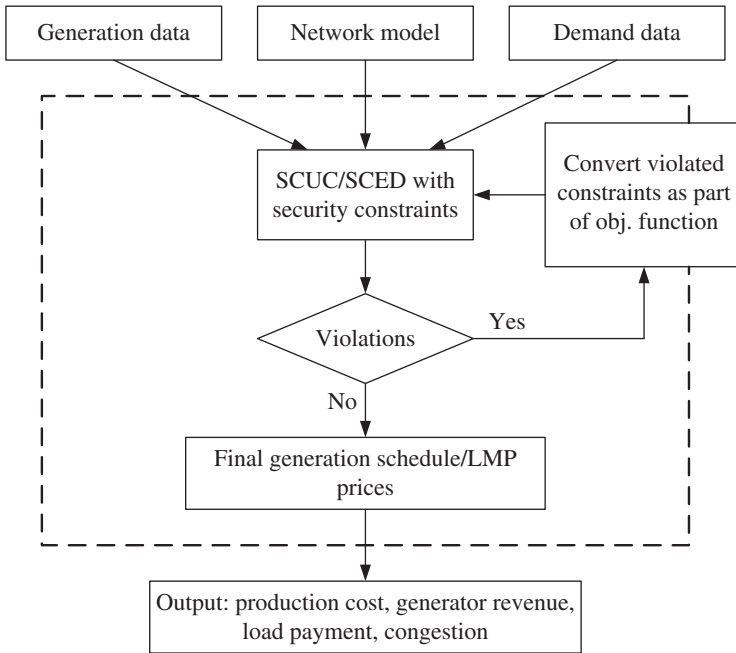 Generation data
Network model
Demand data
SCUC/SCED with
security constraints
Convert violated
constraints as part
of obj. function
Violations
Yes
No
Final generation schedule/LMP
prices
Output: production cost, generator revenue,
load payment, congestion